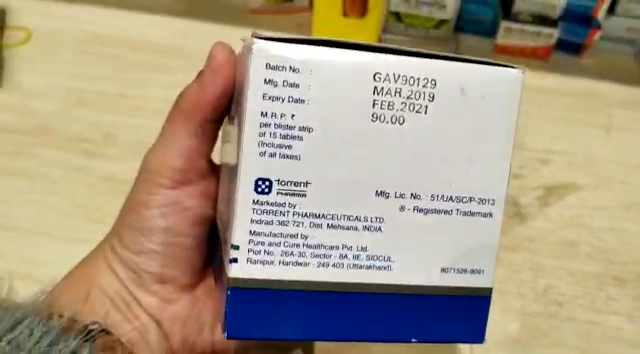 Batch No. : GAV90129
Mfg. Date : MAR.2019
Expiry Date : FEB.2021
M.R.P. ₹ 90.00
per blister strip
of 15 tablets
(Inclusive
of all taxes)
torrent
PHARMA
Mfg. Lic. No. : 51/UA/SC/P-2013
® - Registered Trademark
Marketed by :
TORRENT PHARMACEUTICALS LTD.
Indrad-382 721, Dist. Mehsana, INDIA.
Manufactured by :
Pure and Cure Healthcare Pvt. Ltd.
Plot No.: 26A-30, Sector - 8A, IIE, SIDCUL,
Ranipur, Haridwar - 249 403 (Uttarakhand).
8071526-9091